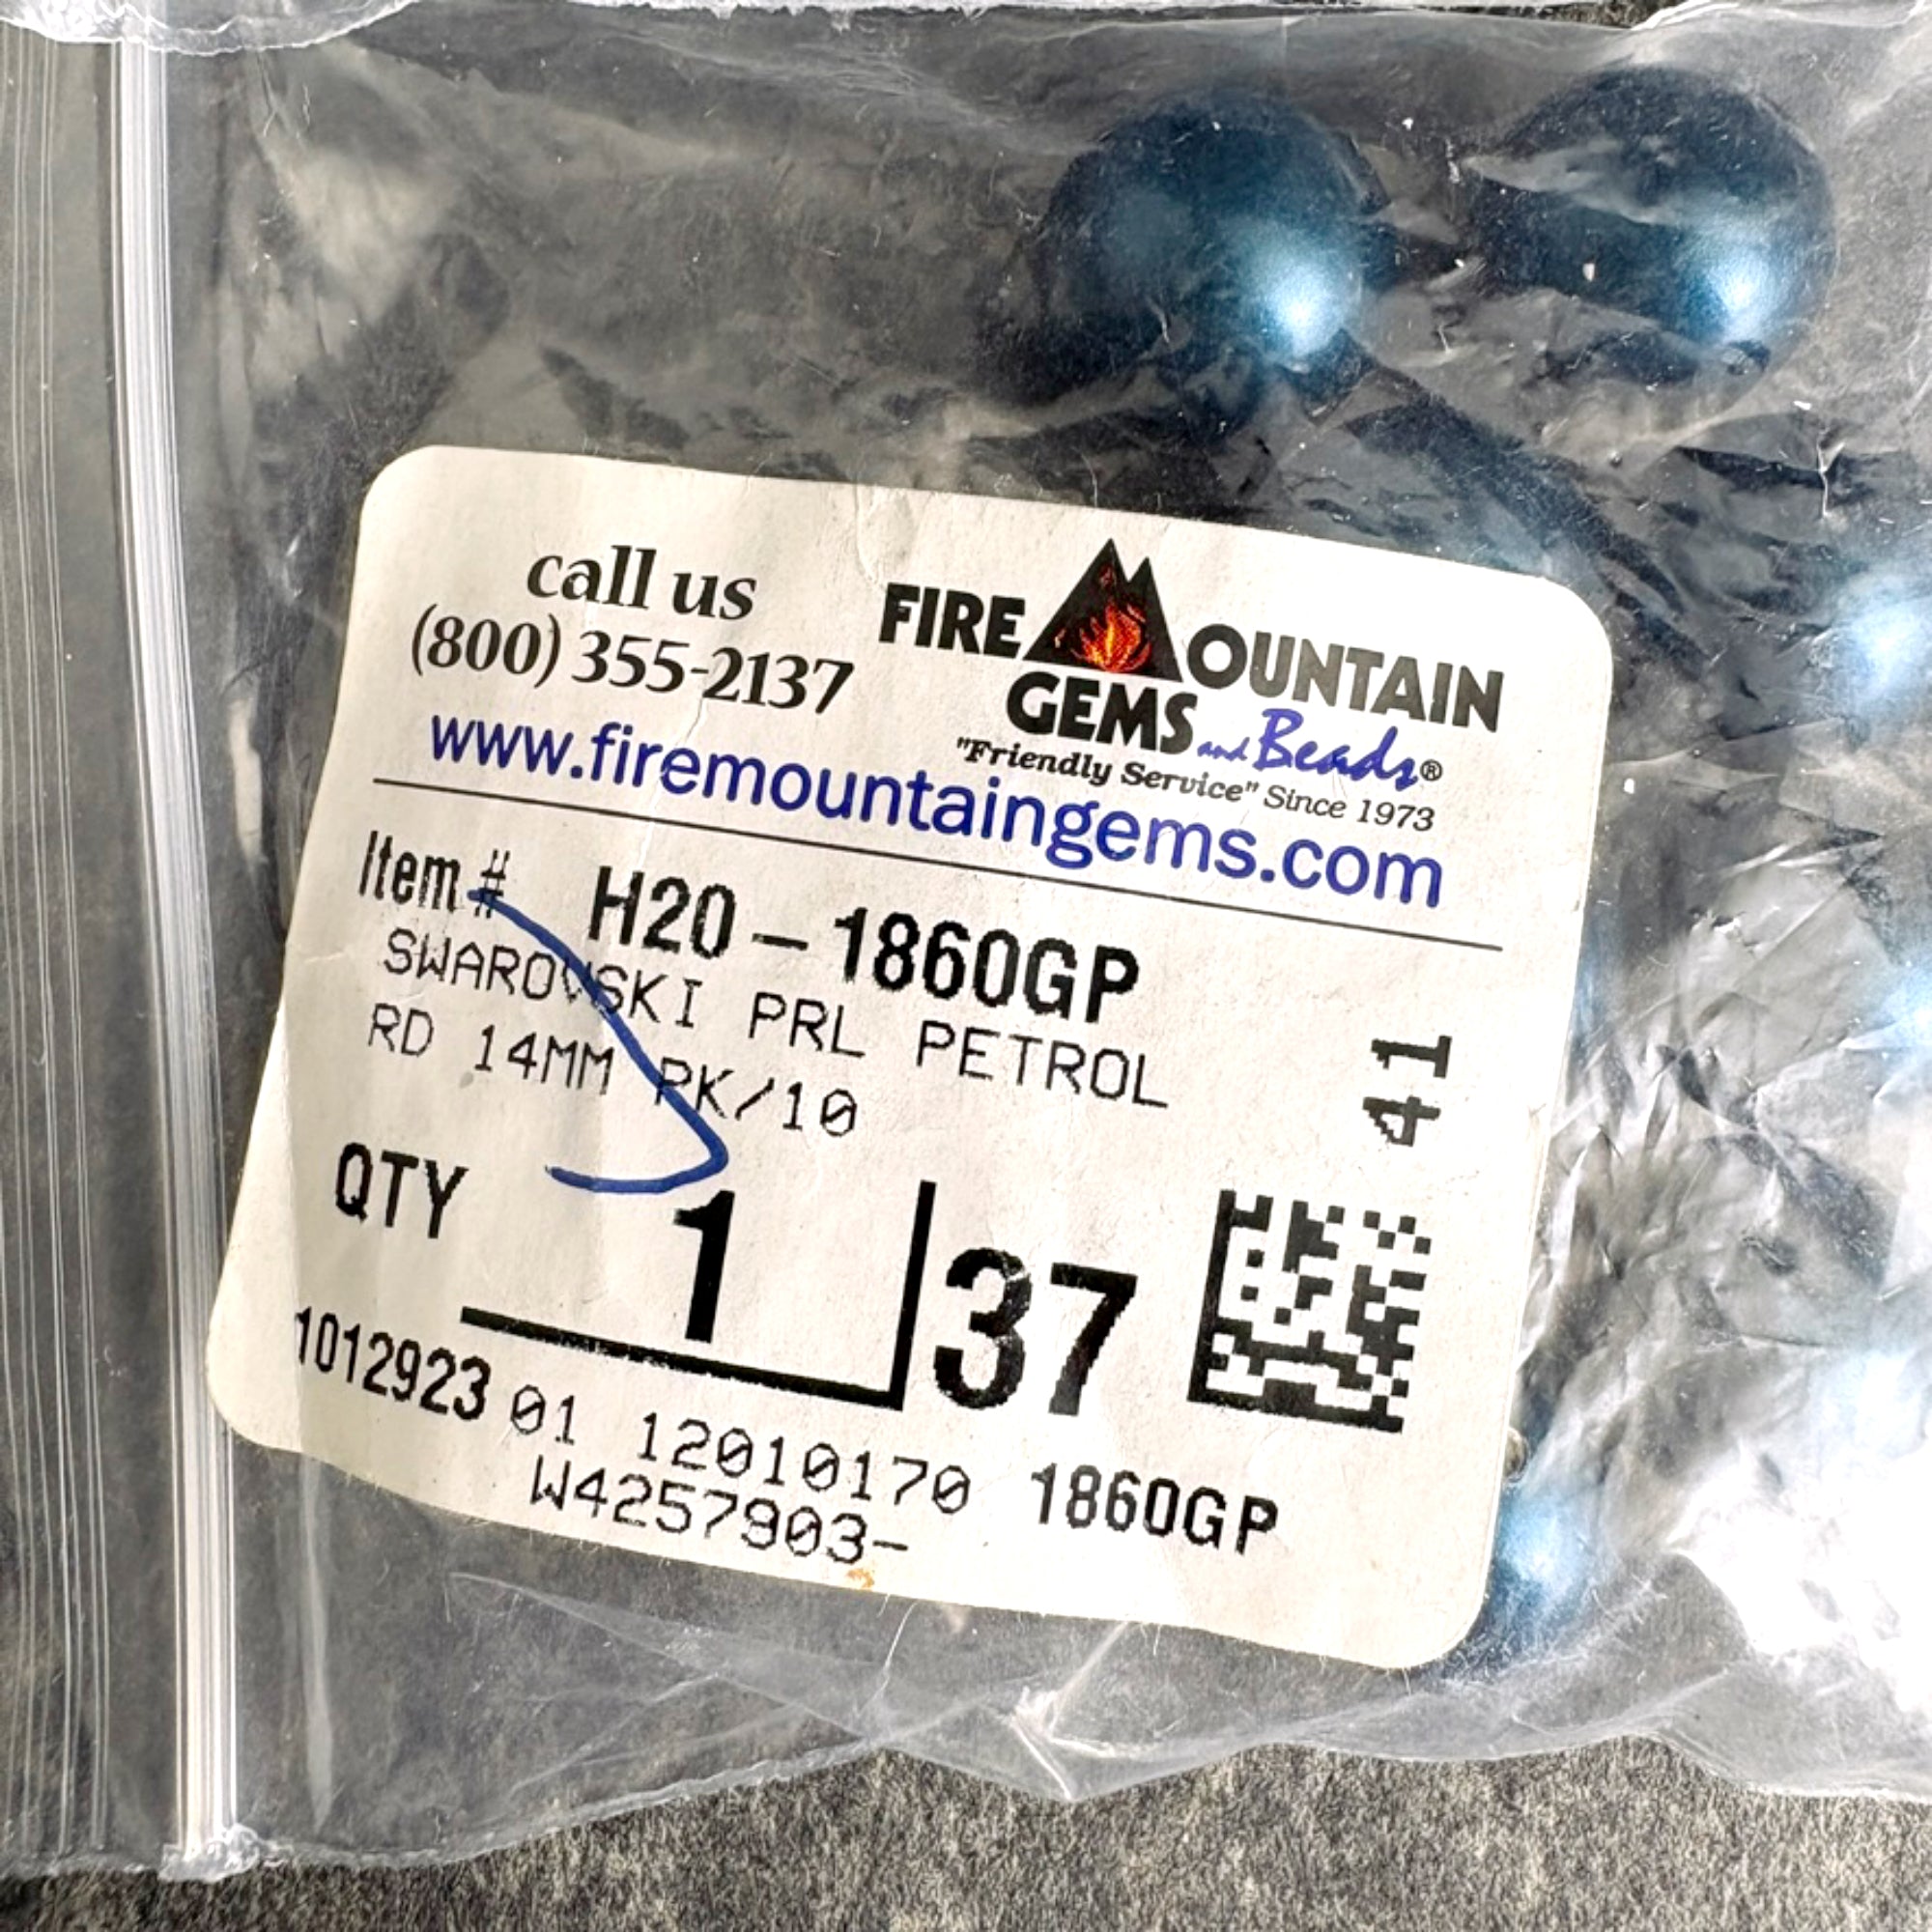 call us
(800) 355-2137
FIRE MOUNTAIN
GEMS and Beads®
"Friendly Service" Since 1973
www.firemountaingems.com
Item # H20-1860GP
SWAROVSKI PRL PETROL
RD 14MM PK/10
41
QTY 1 37
1012923 01 12010170 1860GP
W4257903-